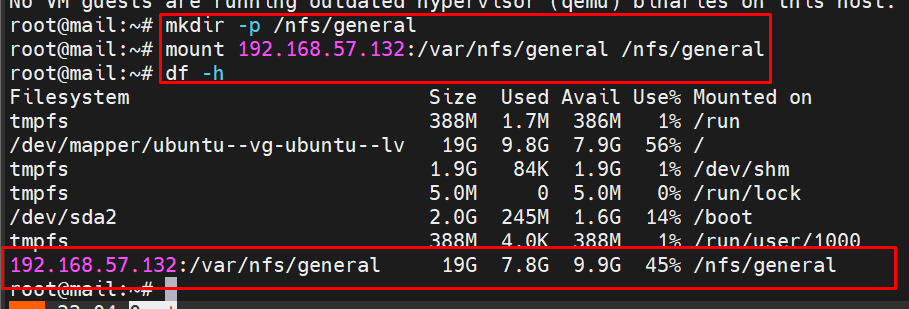 No VM guests are running outdated hypervisor (qemu) binaries on this host.
root@mail:~# mkdir -p /nfs/general
root@mail:~# mount 192.168.57.132:/var/nfs/general /nfs/general
root@mail:~# df -h
Filesystem Size Used Avail Use% Mounted on
tmpfs 388M 1.7M 386M 1% /run
/dev/mapper/ubuntu--vg-ubuntu--lv 19G 9.8G 7.9G 56% /
tmpfs 1.9G 84K 1.9G 1% /dev/shm
tmpfs 5.0M 0 5.0M 0% /run/lock
/dev/sda2 2.0G 245M 1.6G 14% /boot
tmpfs 388M 4.0K 388M 1% /run/user/1000
192.168.57.132:/var/nfs/general 19G 7.8G 9.9G 45% /nfs/general
root@mail:~#